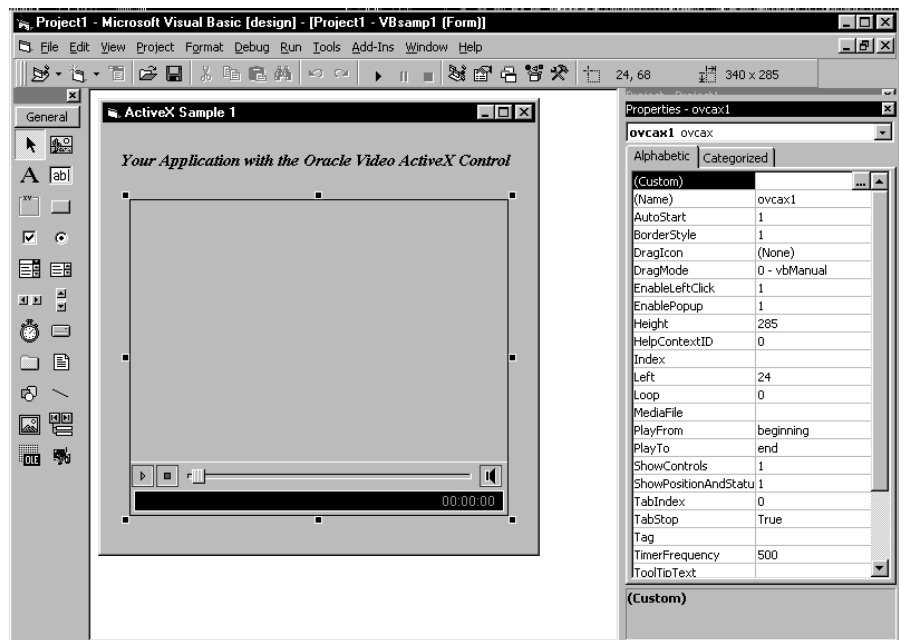 Project1 - Microsoft Visual Basic [design] - [Project1 - VBsamp1 (Form)]
File Edit View Project Format Debug Run Tools Add-Ins Window Help
24, 68 340 x 285
General
A ab|
xv
OLE
ActiveX Sample 1
Your Application with the Oracle Video ActiveX Control
00:00:00
Properties - ovcax1
ovcax1 ovcax
Alphabetic Categorized
(Custom) ...
(Name) ovcax1
AutoStart 1
BorderStyle 1
DragIcon (None)
DragMode 0 - vbManual
EnableLeftClick 1
EnablePopup 1
Height 285
HelpContextID 0
Index
Left 24
Loop 0
MediaFile
PlayFrom beginning
PlayTo end
ShowControls 1
ShowPositionAndStatu 1
TabIndex 0
TabStop True
Tag
TimerFrequency 500
ToolTipText
(Custom)